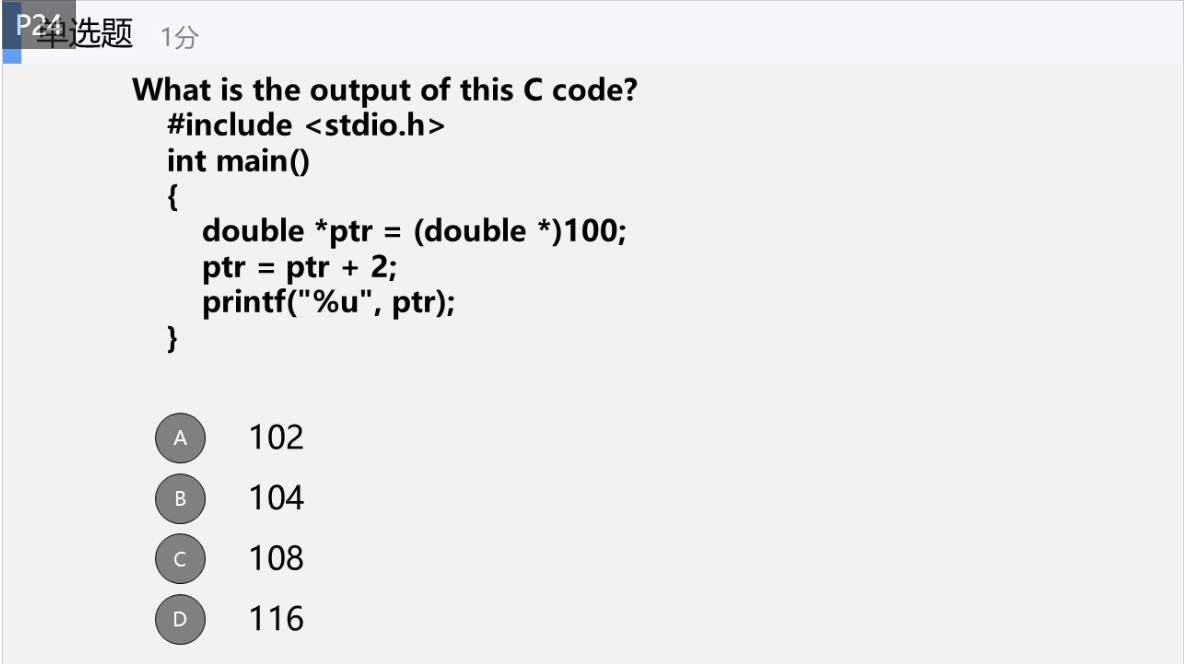 P24
单选题 1分
What is the output of this C code?
#include <stdio.h>
int main()
{
double *ptr = (double *)100;
ptr = ptr + 2;
printf("%u", ptr);
}
A 102
B 104
C 108
D 116